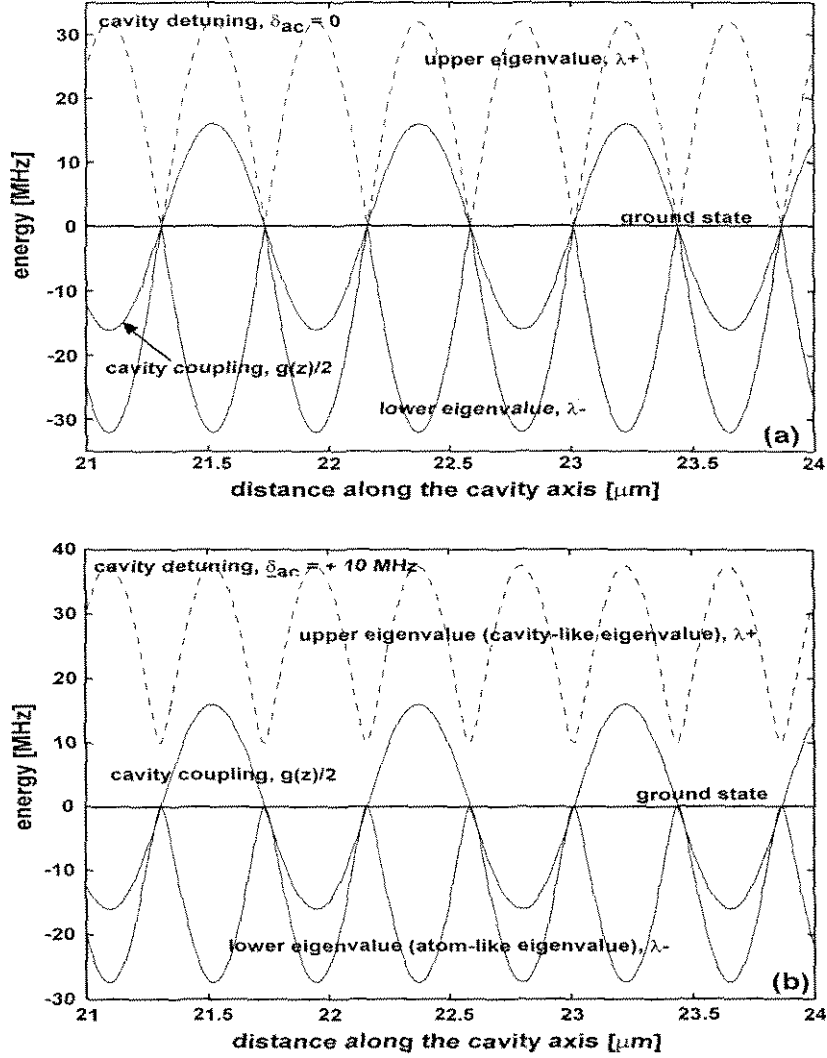 cavity detuning, δac = 0
upper eigenvalue, λ+
ground state
cavity coupling, g(z)/2
lower eigenvalue, λ-
(a)
30
20
10
0
-10
-20
-30
energy [MHz]
21 21.5 22 22.5 23 23.5 24
distance along the cavity axis [μm]
cavity detuning, δac = + 10 MHz
upper eigenvalue (cavity-like eigenvalue), λ+
cavity coupling, g(z)/2
ground state
lower eigenvalue (atom-like eigenvalue), λ-
(b)
40
30
20
10
0
-10
-20
-30
energy [MHz]
21 21.5 22 22.5 23 23.5 24
distance along the cavity axis [μm]